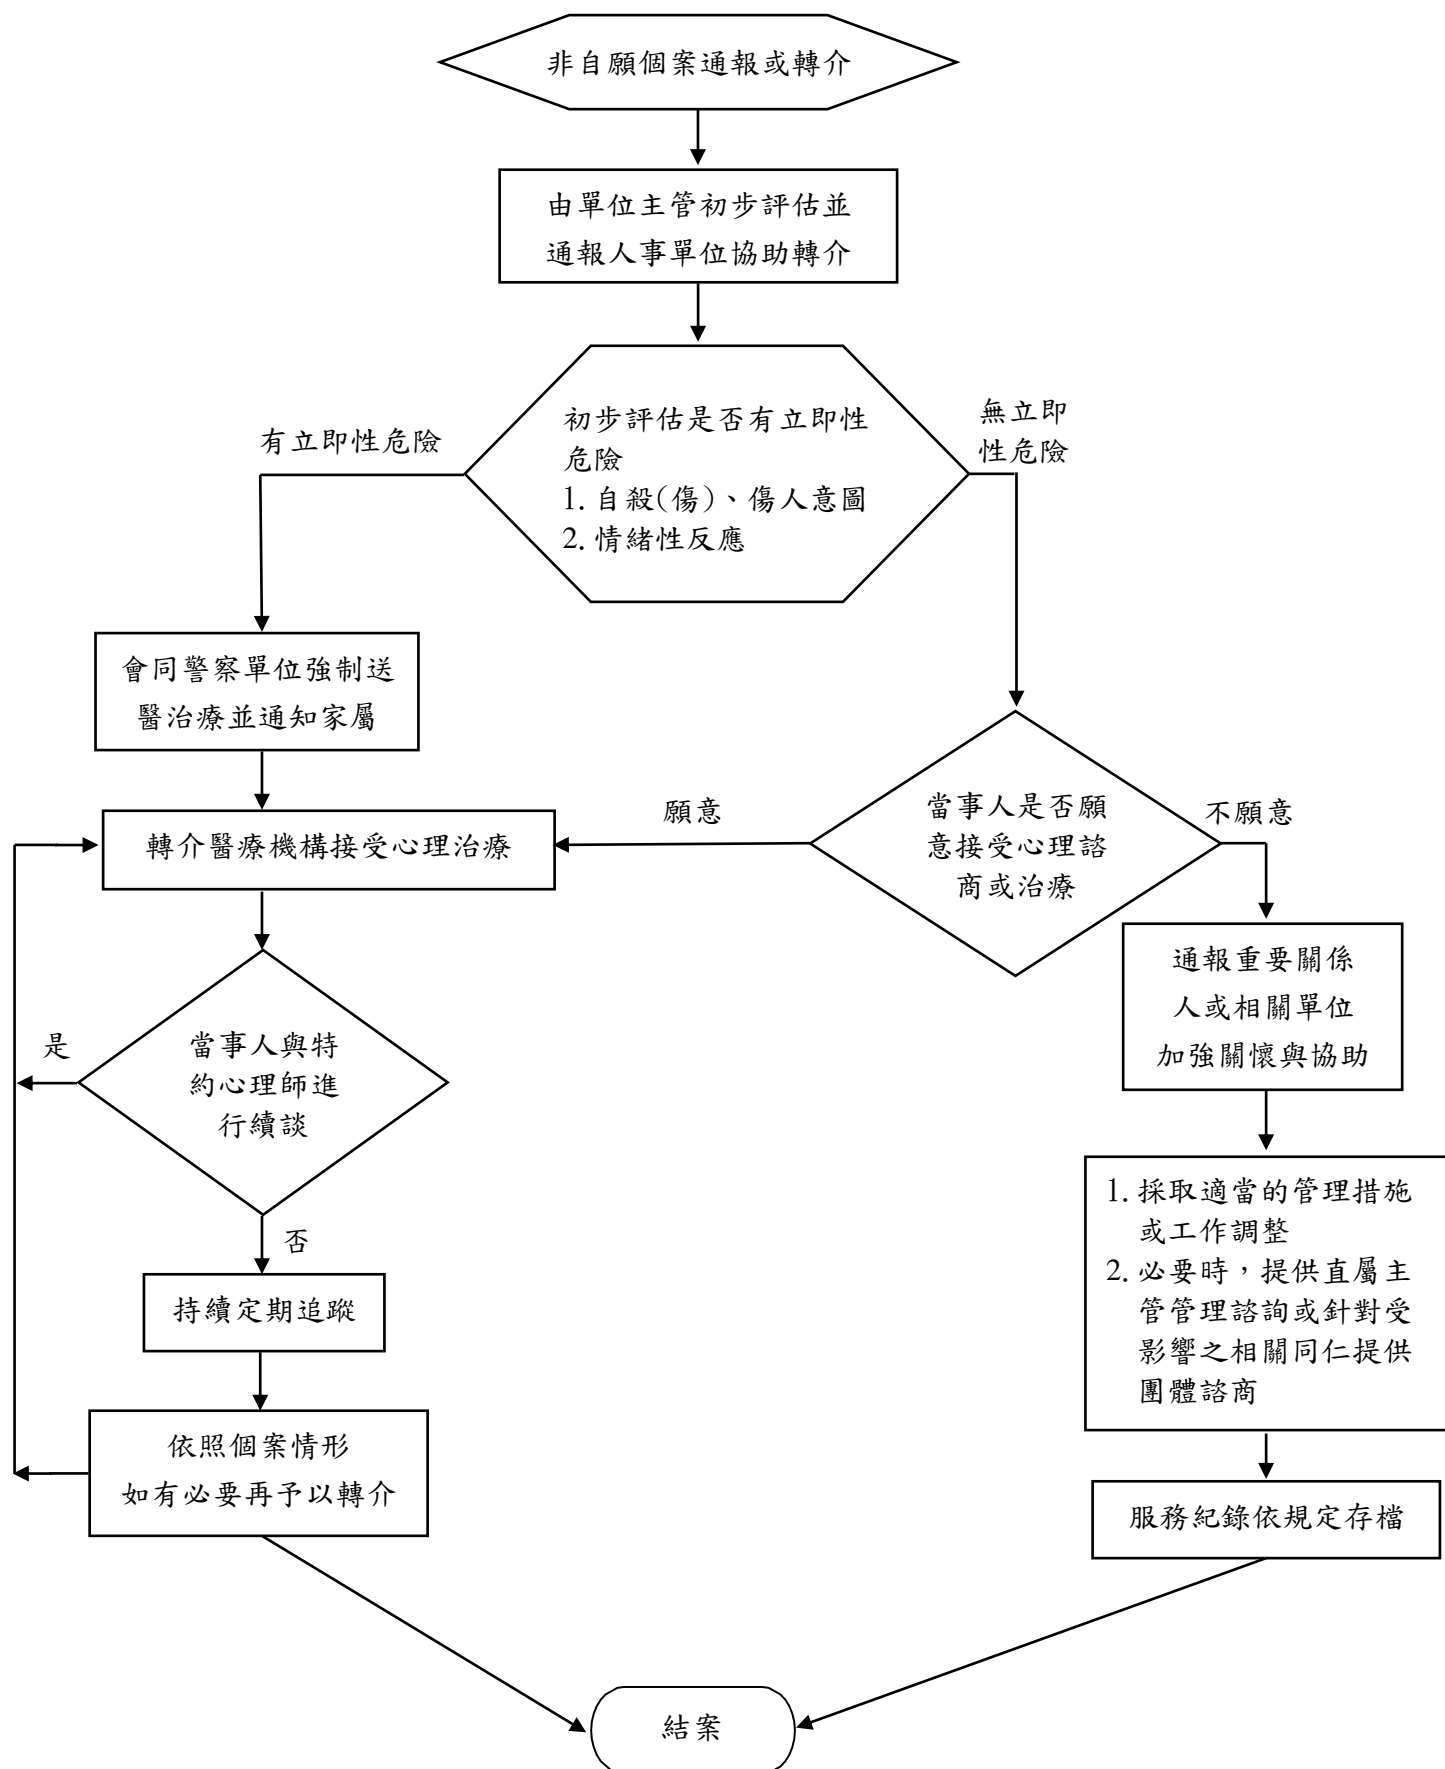 非自願個案通報或轉介
由單位主管初步評估並
通報人事單位協助轉介
初步評估是否有立即性
危險
1. 自殺(傷)、傷人意圖
2. 情緒性反應
有立即性危險
無立即
性危險
會同警察單位強制送
醫治療並通知家屬
轉介醫療機構接受心理治療
願意
當事人是否願
意接受心理諮
商或治療
不願意
通報重要關係
人或相關單位
加強關懷與協助
是
當事人與特
約心理師進
行續談
否
持續定期追蹤
依照個案情形
如有必要再予以轉介
1. 採取適當的管理措施
或工作調整
2. 必要時，提供直屬主
管管理諮詢或針對受
影響之相關同仁提供
團體諮商
服務紀錄依規定存檔
結案